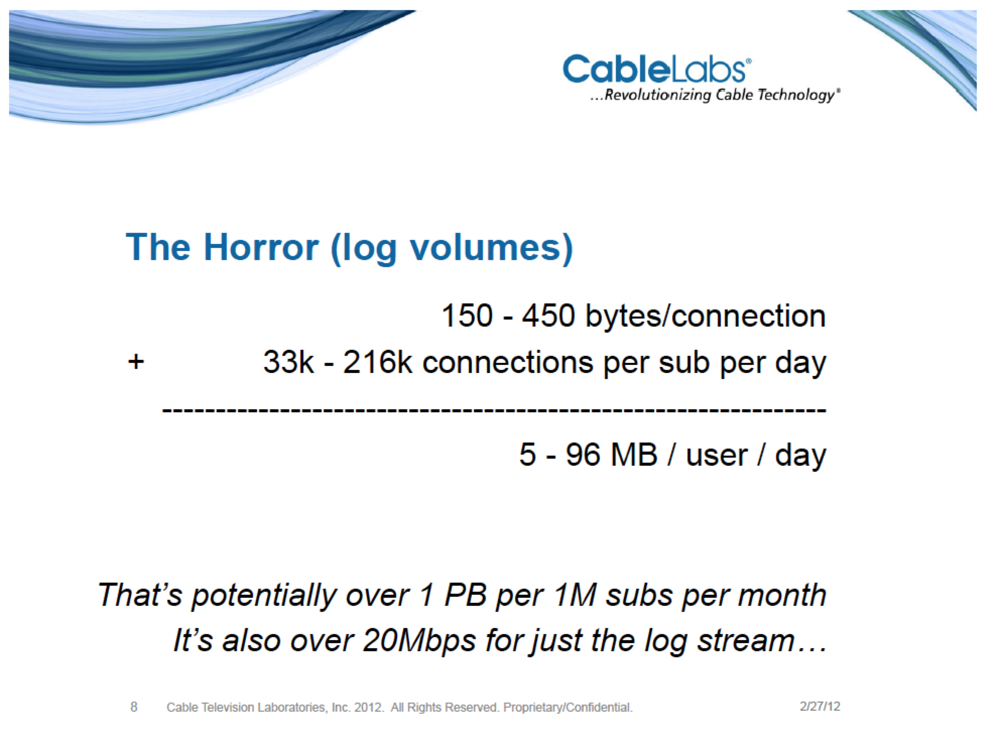 CableLabs®
...Revolutionizing Cable Technology®
The Horror (log volumes)
150 - 450 bytes/connection
+ 33k - 216k connections per sub per day
--------------------------------------------------------------
5 - 96 MB / user / day
That’s potentially over 1 PB per 1M subs per month
It’s also over 20Mbps for just the log stream…
8 Cable Television Laboratories, Inc. 2012. All Rights Reserved. Proprietary/Confidential. 2/27/12